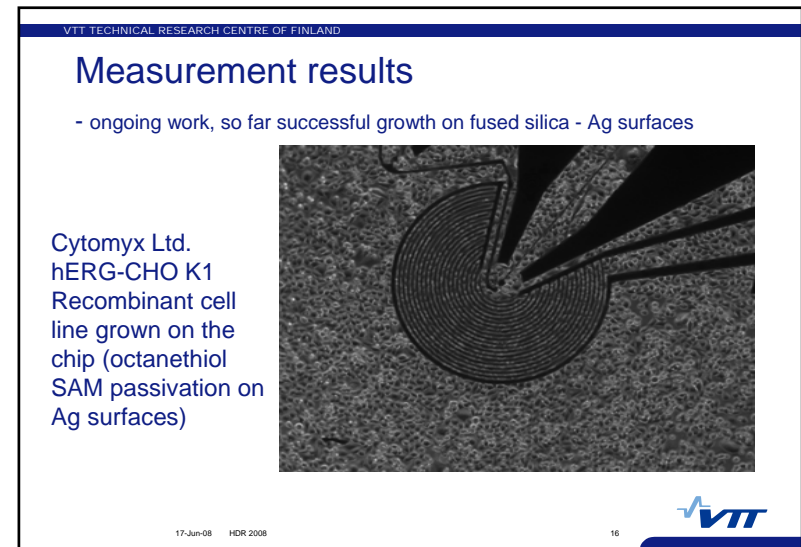 VTT TECHNICAL RESEARCH CENTRE OF FINLAND
Measurement results
- ongoing work, so far successful growth on fused silica - Ag surfaces
Cytomyx Ltd.
hERG-CHO K1
Recombinant cell
line grown on the
chip (octanethiol
SAM passivation on
Ag surfaces)
17-Jun-08 HDR 2008 16
VTT